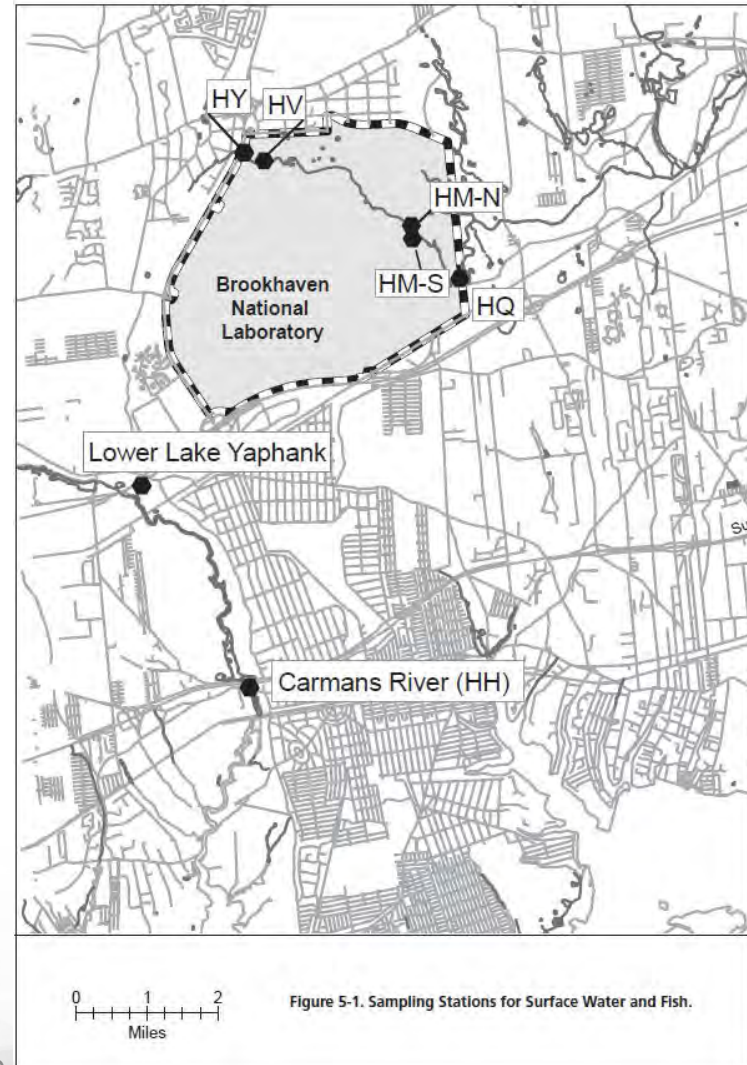 HY
HV
HM-N
HM-S
HQ
Brookhaven
National
Laboratory
Lower Lake Yaphank
Su
Carmans River (HH)
0 1 2
Miles
Figure 5-1. Sampling Stations for Surface Water and Fish.